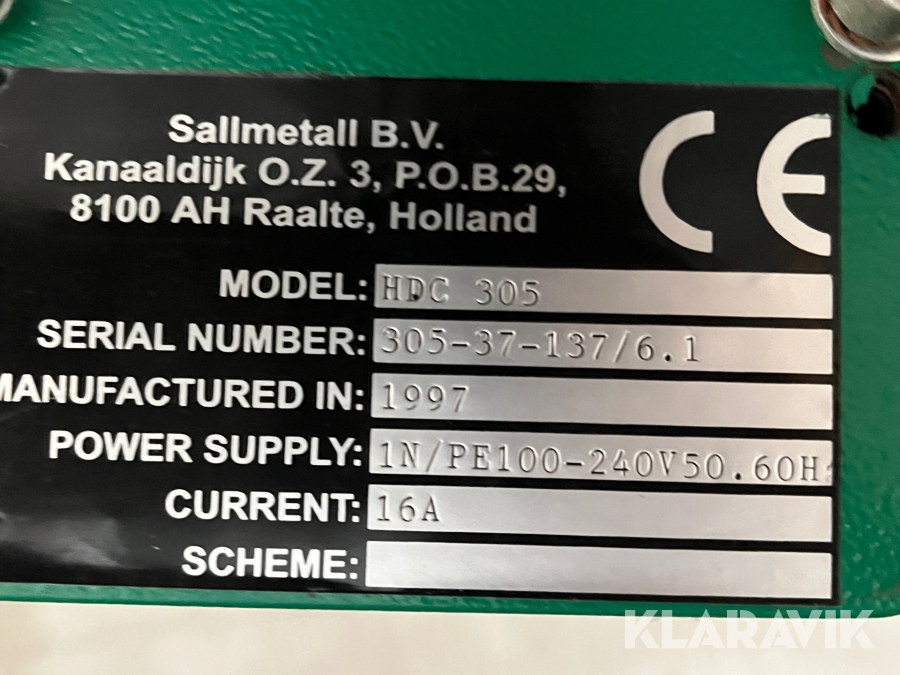 Sallmetall B.V.
Kanaaldijk O.Z. 3, P.O.B.29,
8100 AH Raalte, Holland
CE
MODEL: HDC 305
SERIAL NUMBER: 305-37-137/6.1
MANUFACTURED IN: 1997
POWER SUPPLY: 1N/PE100-240V50.60H
CURRENT: 16A
SCHEME:
KLARAVIK